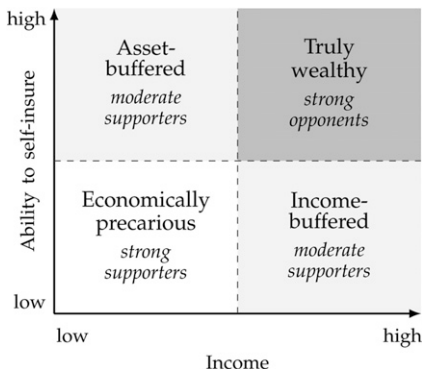 high
Ability to self-insure
low
Asset-
buffered
moderate
supporters
Truly
wealthy
strong
opponents
Economically
precarious
strong
supporters
Income-
buffered
moderate
supporters
low
high
Income